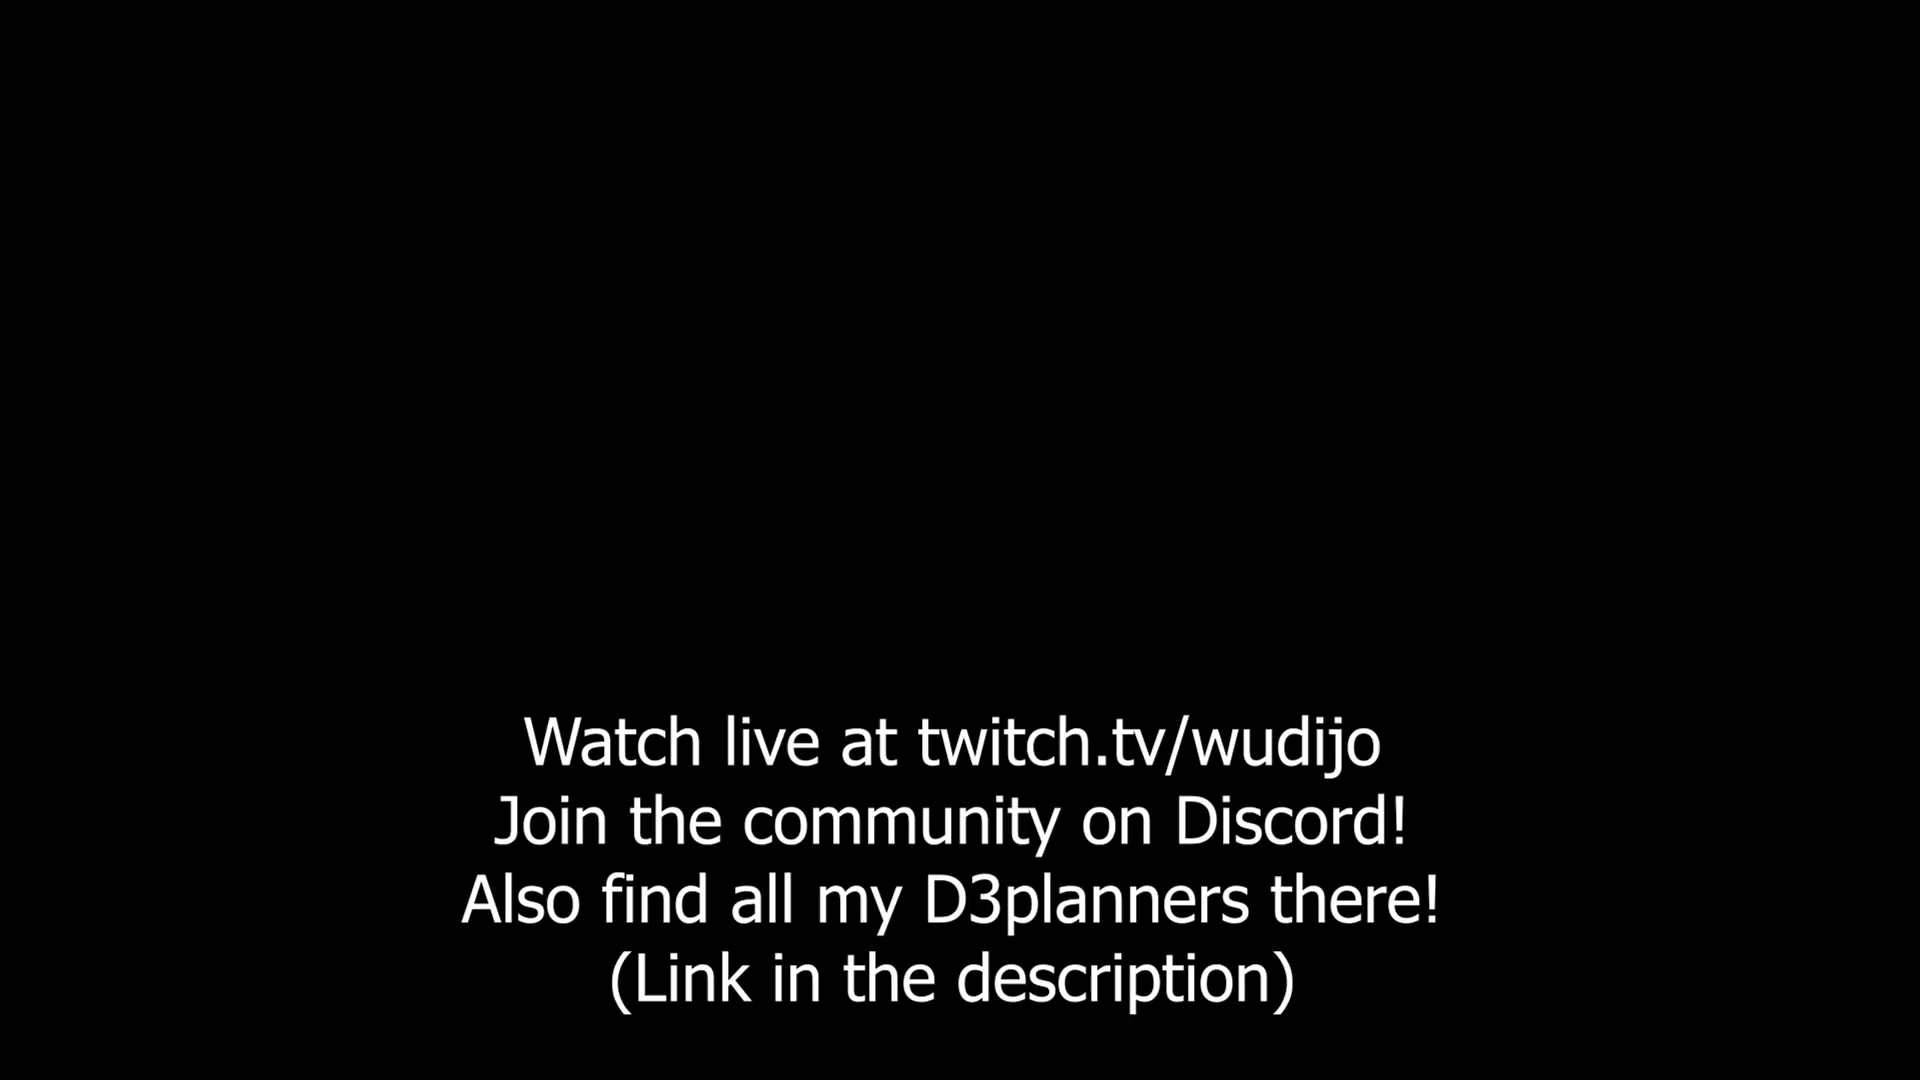 Watch live at twitch.tv/wudijo
Join the community on Discord!
Also find all my D3planners there!
(Link in the description)